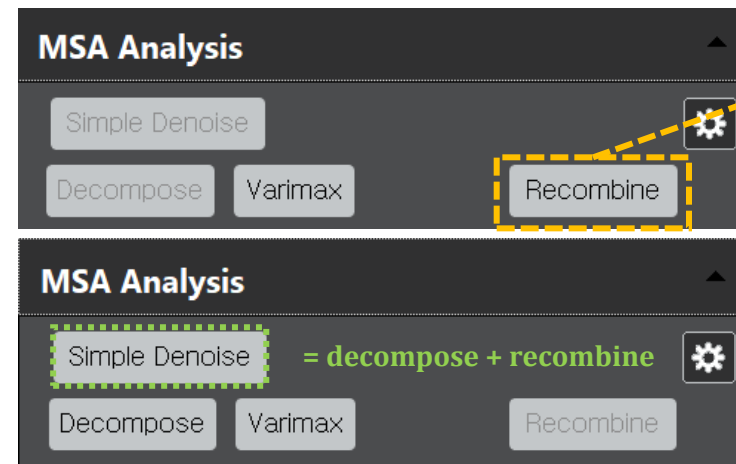 MSA Analysis
Simple Denoise
Decompose Varimax Recombine
MSA Analysis
Simple Denoise = decompose + recombine
Decompose Varimax Recombine